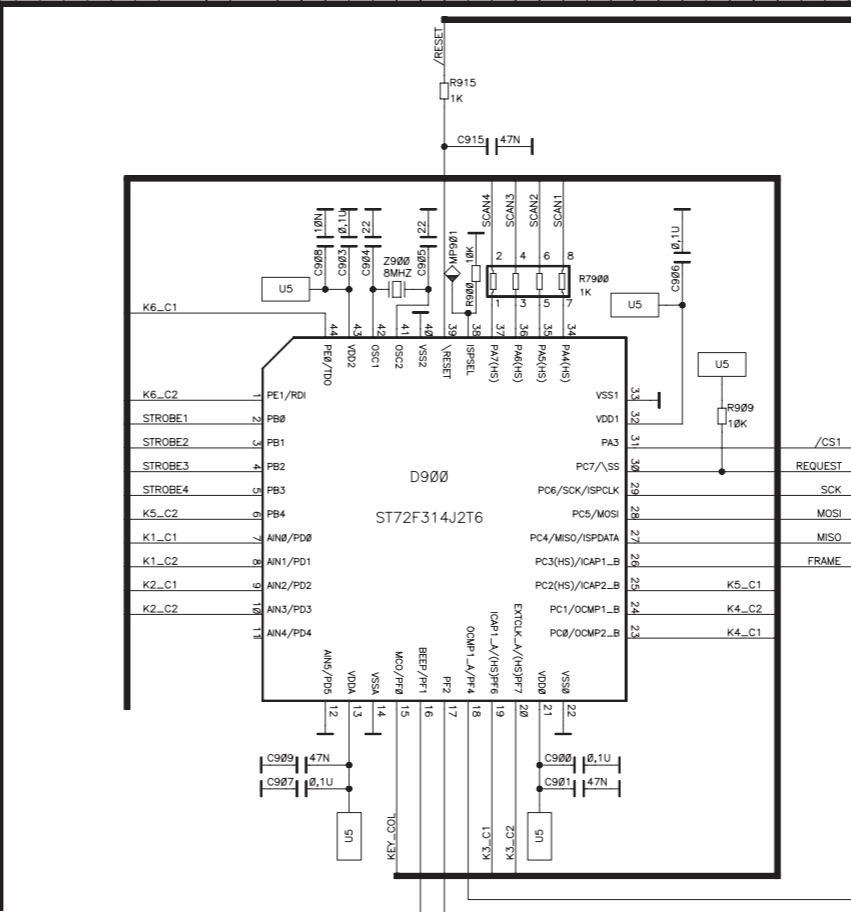 /RESET
R915
1K
C915
47N
SCAN4
SCAN3
SCAN2
SCAN1
10N
0,1U
22
22
C908
C903
C904
C905
Z900
8MHZ
MP901
10K
R900
2
4
6
8
1
3
5
7
R7900
1K
0,1U
C906
U5
U5
U5
R909
10K
K6_C1
44
43
42
41
40
39
38
37
36
35
34
PE0/TDO
VDD2
OSC1
OSC2
VSS2
\RESET
ISPSEL
PA7(HS)
PA6(HS)
PA5(HS)
PA4(HS)
K6_C2
1
PE1/RDI
STROBE1
2
PB0
STROBE2
3
PB1
STROBE3
4
PB2
STROBE4
5
PB3
K5_C2
6
PB4
K1_C1
7
AIN0/PD0
K1_C2
8
AIN1/PD1
K2_C1
9
AIN2/PD2
K2_C2
10
AIN3/PD3
11
AIN4/PD4
D900
ST72F314J2T6
VSS1
33
VDD1
32
PA3
31
/CS1
PC7/\SS
30
REQUEST
PC6/SCK/ISPCLK
29
SCK
PC5/MOSI
28
MOSI
PC4/MISO/ISPDATA
27
MISO
PC3(HS)/ICAP1_B
26
FRAME
PC2(HS)/ICAP2_B
25
K5_C1
PC1/OCMP1_B
24
K4_C2
PC0/OCMP2_B
23
K4_C1
AIN5/PD5
VDDA
VSSA
MCO/PF0
BEEP/PF1
PF2
OCMP1_A/PF4
ICAP1_A/(HS)PF6
EXTCLK_A/(HS)PF7
VDD0
VSS0
12
13
14
15
16
17
18
19
20
21
22
C909
47N
C907
0,1U
C900
0,1U
C901
47N
U5
KEY_COL
K3_C1
K3_C2
U5